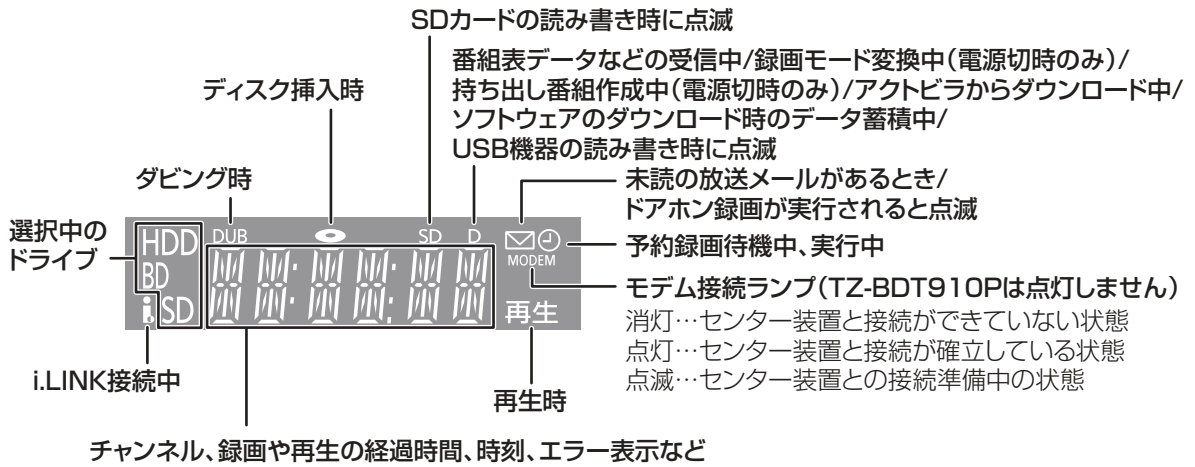 SDカードの読み書き時に点滅
番組表データなどの受信中/録画モード変換中(電源切時のみ)/
持ち出し番組作成中(電源切時のみ)/アクトビラからダウンロード中/
ソフトウェアのダウンロード時のデータ蓄積中/
USB機器の読み書き時に点滅
ディスク挿入時
ダビング時
未読の放送メールがあるとき/
ドアホン録画が実行されると点滅
選択中の
ドライブ
HDD DUB SD D
BD
i SD
MODEM
再生
予約録画待機中、実行中
モデム接続ランプ(TZ-BDT910Pは点灯しません)
消灯…センター装置と接続ができていない状態
点灯…センター装置と接続が確立している状態
点滅…センター装置との接続準備中の状態
i.LINK接続中
再生時
チャンネル、録画や再生の経過時間、時刻、エラー表示など